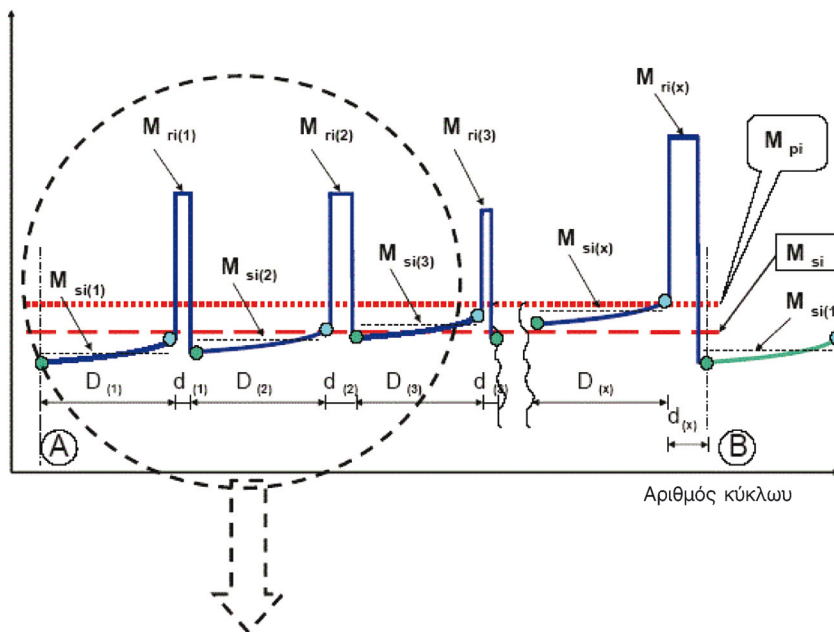 M ri(x)
M ri(1)
M ri(2)
M ri(3)
M pi
M si(1)
M si(2)
M si(3)
M si(x)
M si
M si(1
D (1)
d (1)
D (2)
d (2)
D (3)
d (3)
D (x)
d (x)
A
B
Αριθμός κύκλωυ